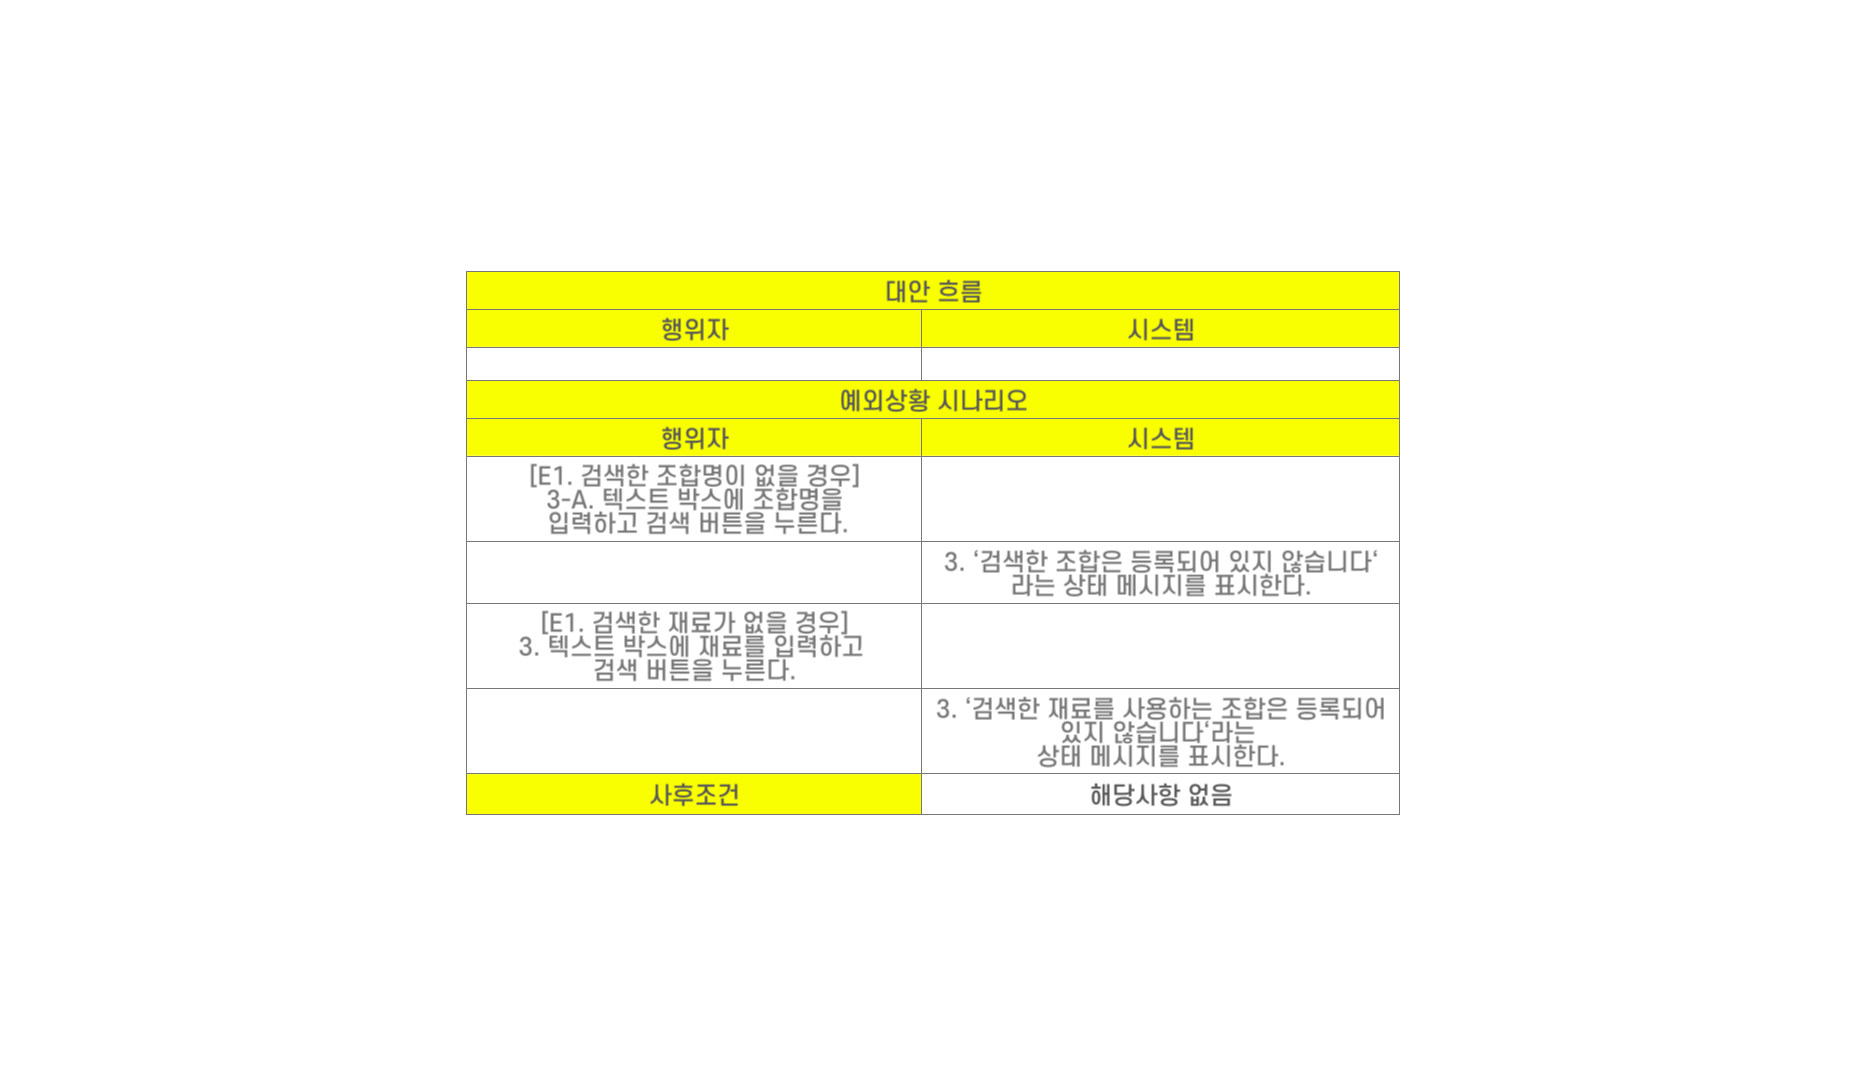 대안 흐름
행위자 시스템
예외상황 시나리오
행위자 시스템
[E1. 검색한 조합명이 없을 경우]
3-A. 텍스트 박스에 조합명을
입력하고 검색 버튼을 누른다.
3. ‘검색한 조합은 등록되어 있지 않습니다‘
라는 상태 메시지를 표시한다.
[E1. 검색한 재료가 없을 경우]
3. 텍스트 박스에 재료를 입력하고
검색 버튼을 누른다.
3. ‘검색한 재료를 사용하는 조합은 등록되어
있지 않습니다‘라는
상태 메시지를 표시한다.
사후조건 해당사항 없음